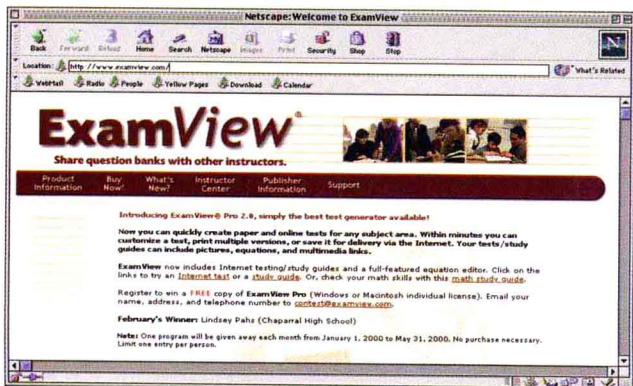 Netscape: Welcome to ExamView
Back Forward Reload Home Search Netscape Images Print Security Shop Stop
Location: http://www.examview.com/ What's Related
WebMail Radio People Yellow Pages Download Calendar
ExamView®
Share question banks with other instructors.
Product Information Buy Now! What's New? Instructor Center Publisher Information Support
Introducing ExamView® Pro 2.0, simply the best test generator available!
Now you can quickly create paper and online tests for any subject area. Within minutes you can
customize a test, print multiple versions, or save it for delivery via the Internet. Your tests/study
guides can include pictures, equations, and multimedia links.
ExamView now includes Internet testing/study guides and a full-featured equation editor. Click on the
links to try an Internet test or a study guide. Or, check your math skills with this math study guide.
Register to win a FREE copy of ExamView Pro (Windows or Macintosh individual license). Email your
name, address, and telephone number to contest@examview.com.
February's Winner: Lindsey Pahs (Chaparral High School)
Note: One program will be given away each month from January 1, 2000 to May 31, 2000. No purchase necessary.
Limit one entry per person.